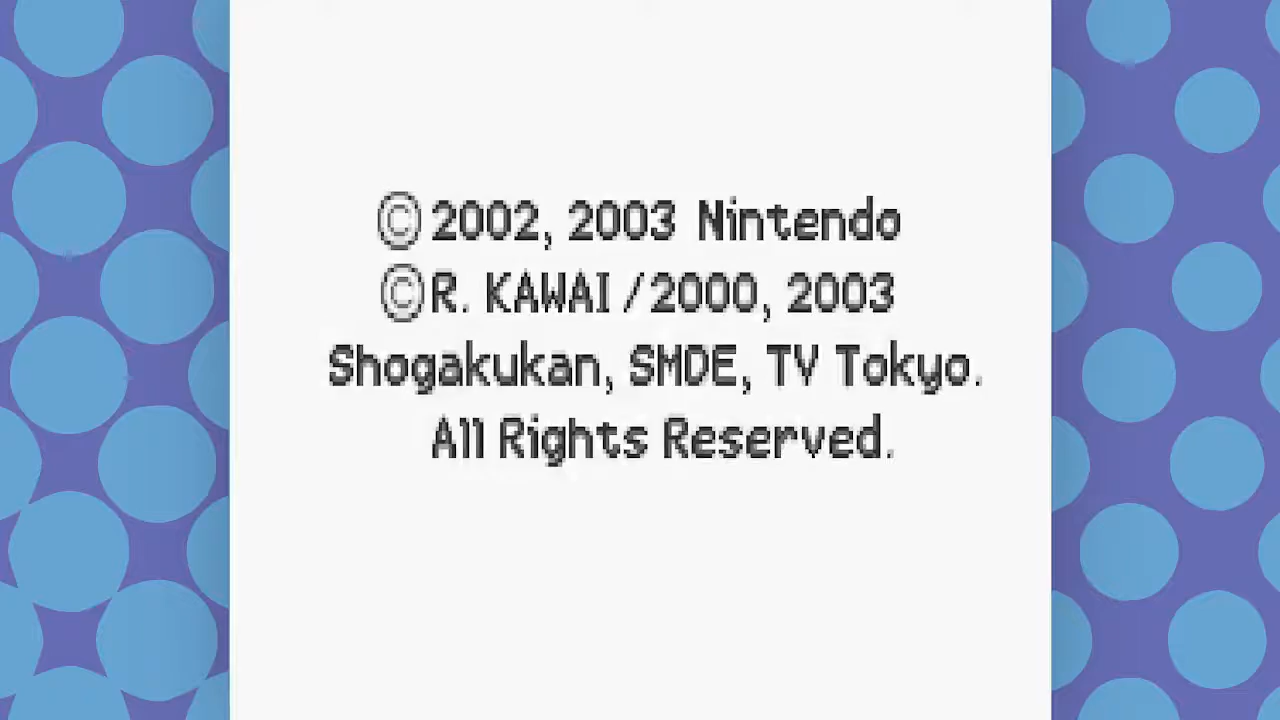 ©2002, 2003 Nintendo
©R. KAWAI/2000, 2003
Shogakukan, SMDE, TV Tokyo.
All Rights Reserved.